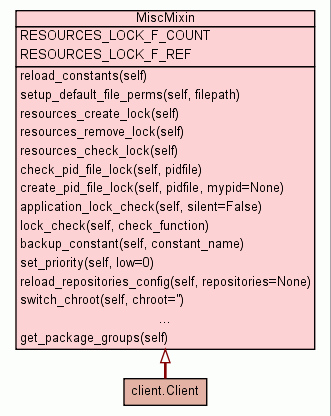 MiscMixin
RESOURCES_LOCK_F_COUNT
RESOURCES_LOCK_F_REF
reload_constants(self)
setup_default_file_perms(self, filepath)
resources_create_lock(self)
resources_remove_lock(self)
resources_check_lock(self)
check_pid_file_lock(self, pidfile)
create_pid_file_lock(self, pidfile, mypid=None)
application_lock_check(self, silent=False)
lock_check(self, check_function)
backup_constant(self, constant_name)
set_priority(self, low=0)
reload_repositories_config(self, repositories=None)
switch_chroot(self, chroot='')
...
get_package_groups(self)
client.Client